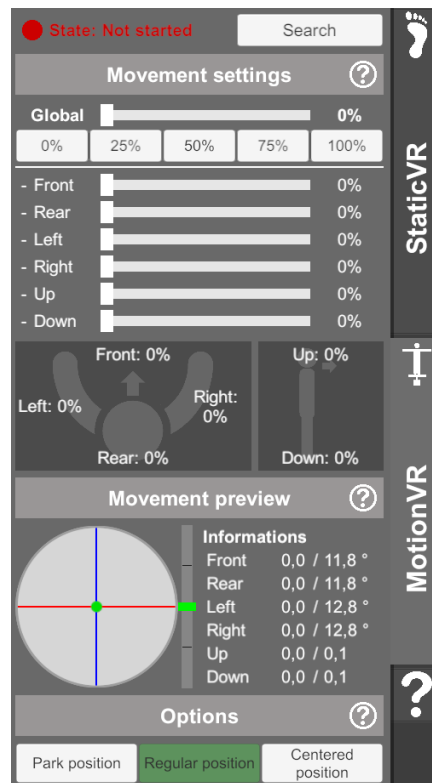 State: Not started
Search
Movement settings
?
Global 0%
0% 25% 50% 75% 100%
- Front 0%
- Rear 0%
- Left 0%
- Right 0%
- Up 0%
- Down 0%
Front: 0%
Left: 0%
Right:
0%
Rear: 0%
Up: 0%
Down: 0%
Movement preview
?
Informations
Front 0,0 / 11,8 °
Rear 0,0 / 11,8 °
Left 0,0 / 12,8 °
Right 0,0 / 12,8 °
Up 0,0 / 0,1
Down 0,0 / 0,1
Options
?
Park position
Regular position
Centered
position
StaticVR
MotionVR
?